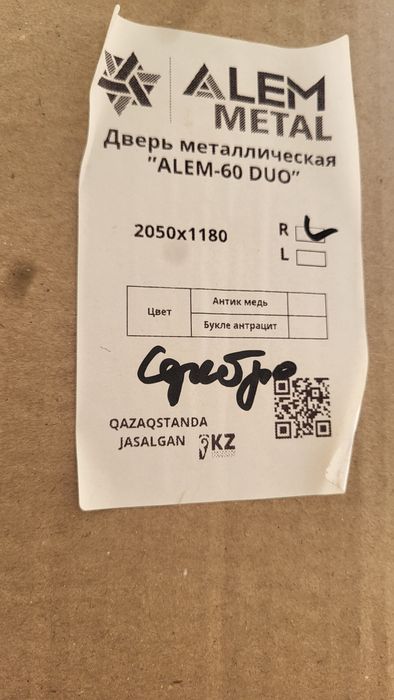 ALEM
METAL
Дверь металлическая
"ALEM-60 DUO"
2050x1180
R
L
Цвет
Антик медь
Букле антрацит
Серебро
QAZAQSTANDA
JASALGAN
KZ